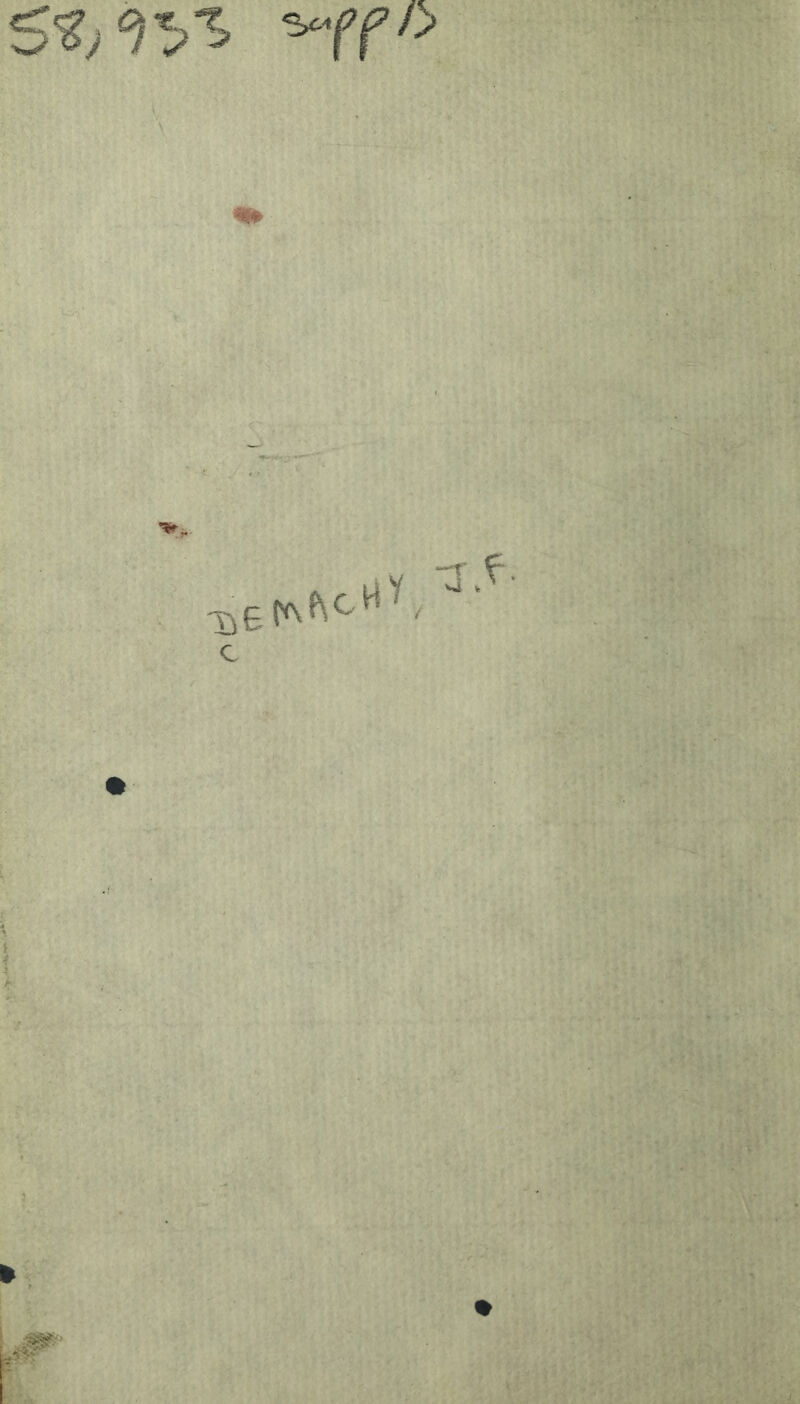 58,933 supp/B
DEMACHY, J.F.
C